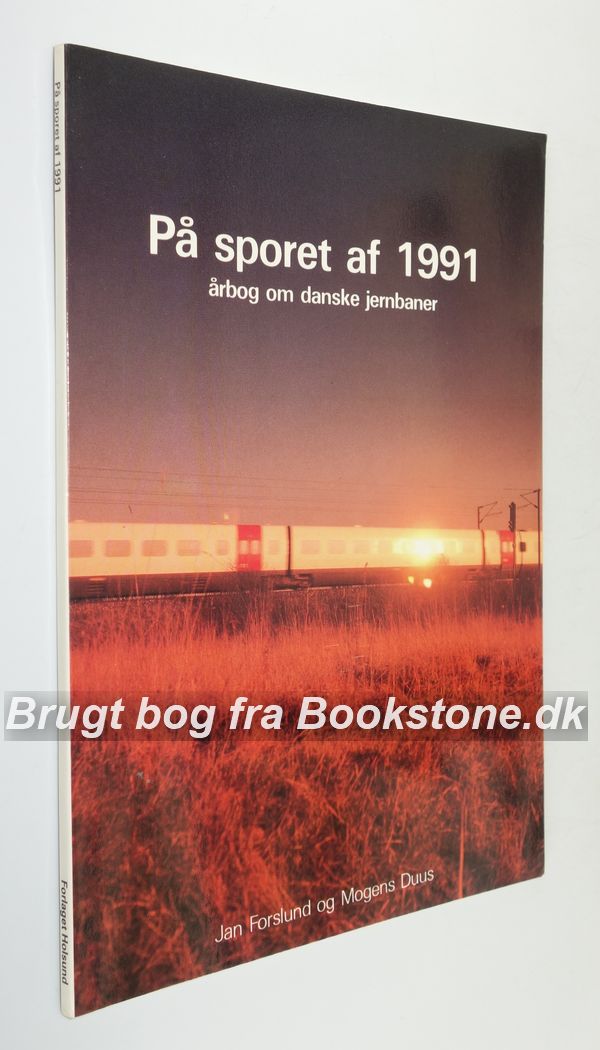 På sporet af 1991
På sporet af 1991
årbog om danske jernbaner
Brugt bog fra Bookstone.dk
Jan Forslund og Mogens Duus
Forlaget Holsund